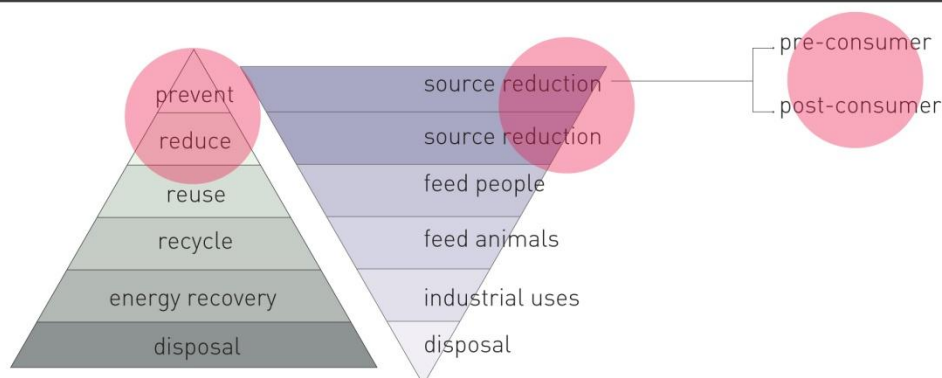 prevent
reduce
reuse
recycle
energy recovery
disposal
source reduction
source reduction
feed people
feed animals
industrial uses
disposal
pre-consumer
post-consumer